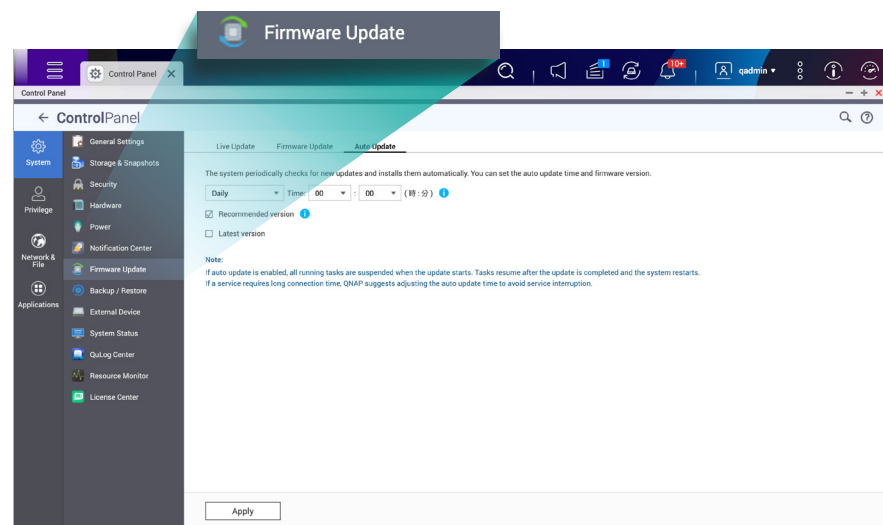 Firmware Update
Control Panel
1
10+
qadmin
Control Panel
ControlPanel
System
Privilege
Network &
File
Applications
General Settings
Storage & Snapshots
Security
Hardware
Power
Notification Center
Firmware Update
Backup / Restore
External Device
System Status
QuLog Center
Resource Monitor
License Center
Live Update Firmware Update Auto Update
The system periodically checks for new updates and installs them automatically. You can set the auto update time and firmware version.
Daily Time: 00 : 00 (時:分)
Recommended version
Latest version
Note:
If auto update is enabled, all running tasks are suspended when the update starts. Tasks resume after the update is completed and the system restarts.
If a service requires long connection time, QNAP suggests adjusting the auto update time to avoid service interruption.
Apply